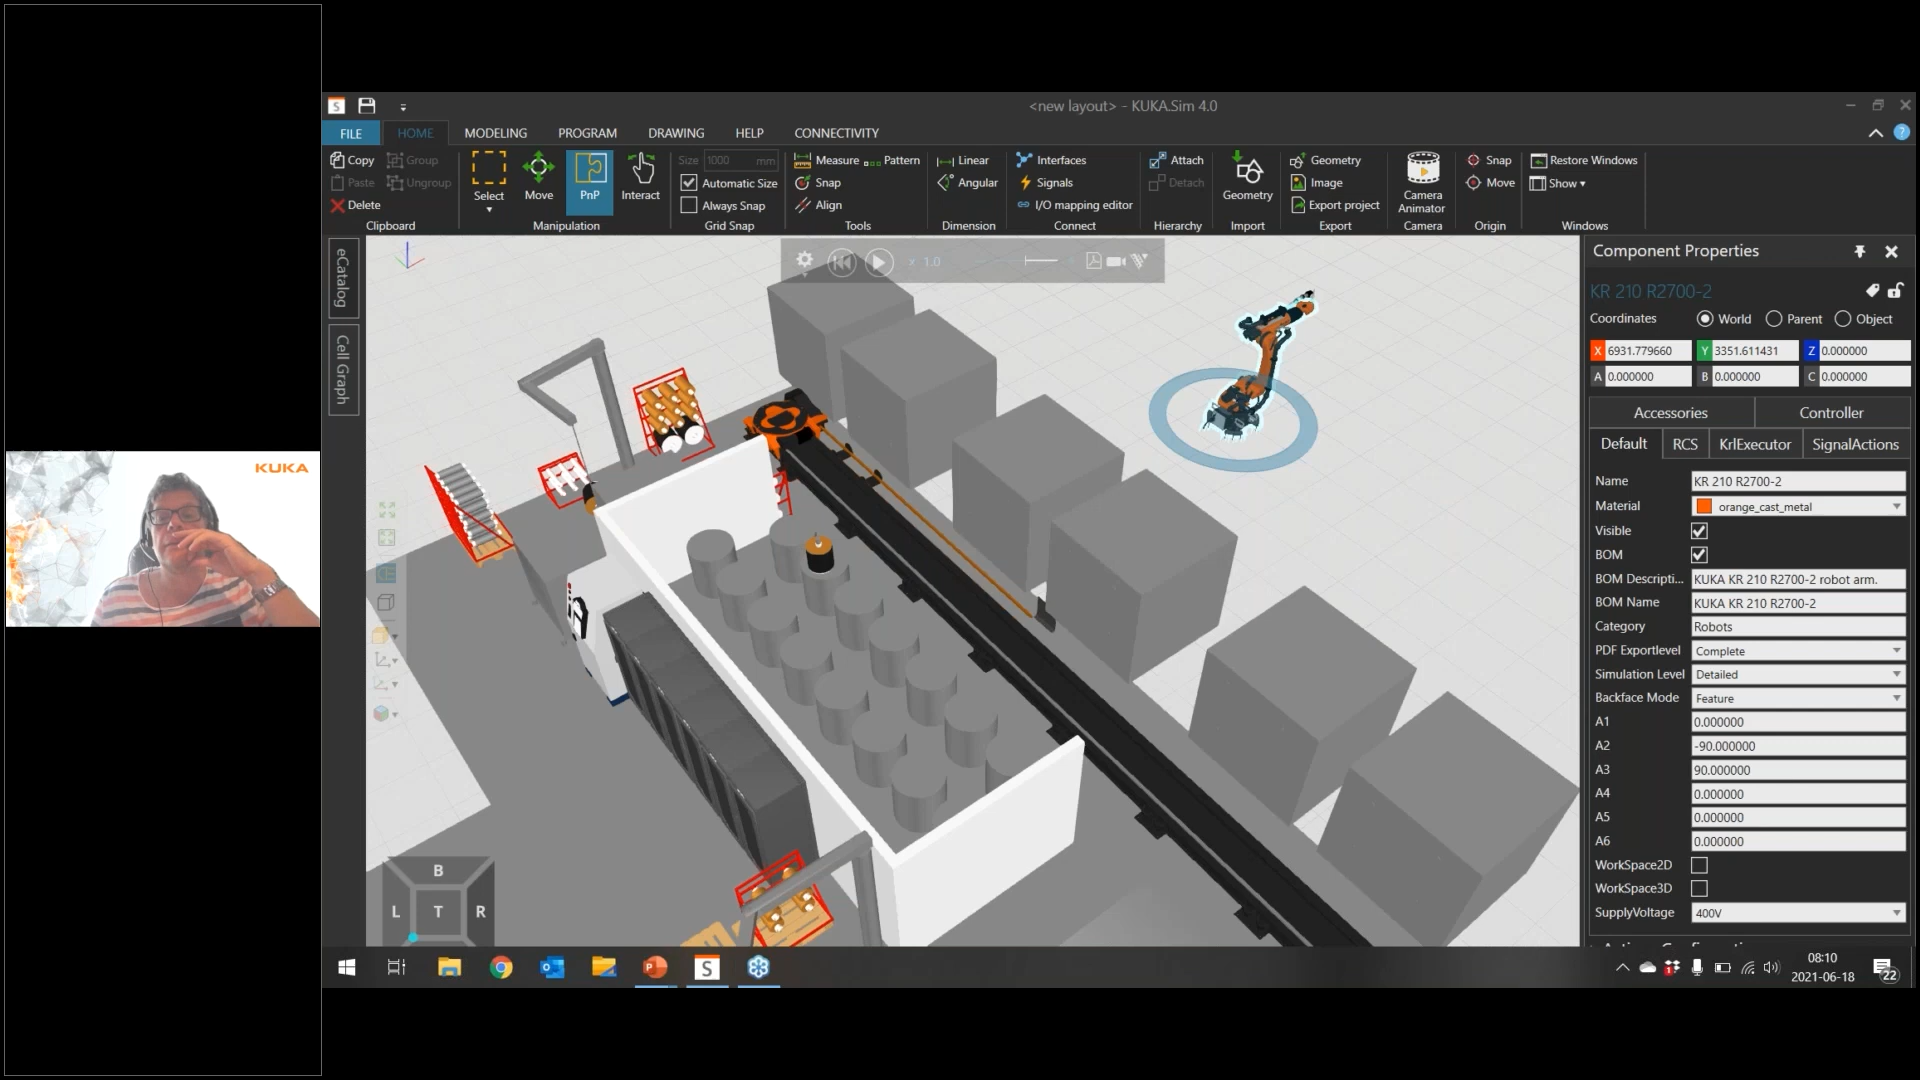 KUKA
S
<new layout> - KUKA.Sim 4.0
FILE HOME MODELING PROGRAM DRAWING HELP CONNECTIVITY
?
Copy Group
Paste Ungroup
Delete
Clipboard
Select Move PnP Interact
Manipulation
Size 1000 mm
Automatic Size
Always Snap
Grid Snap
Measure Pattern
Snap
Align
Tools
Linear
Angular
Dimension
Interfaces
Signals
I/O mapping editor
Connect
Attach
Detach
Hierarchy
Geometry
Import
Geometry
Image
Export project
Export
Camera
Animator
Camera
Snap
Move
Origin
Restore Windows
Show
Windows
eCatalog
Cell Graph
x 1.0
B
L T R
Component Properties
KR 210 R2700-2
Coordinates World Parent Object
X 6931.779660 Y 3351.611431 Z 0.000000
A 0.000000 B 0.000000 C 0.000000
Accessories Controller
Default RCS KrlExecutor SignalActions
Name KR 210 R2700-2
Material orange_cast_metal
Visible
BOM
BOM Descripti... KUKA KR 210 R2700-2 robot arm.
BOM Name KUKA KR 210 R2700-2
Category Robots
PDF Exportlevel Complete
Simulation Level Detailed
Backface Mode Feature
A1 0.000000
A2 -90.000000
A3 90.000000
A4 0.000000
A5 0.000000
A6 0.000000
WorkSpace2D
WorkSpace3D
SupplyVoltage 400V
S
08:10
2021-06-18
22